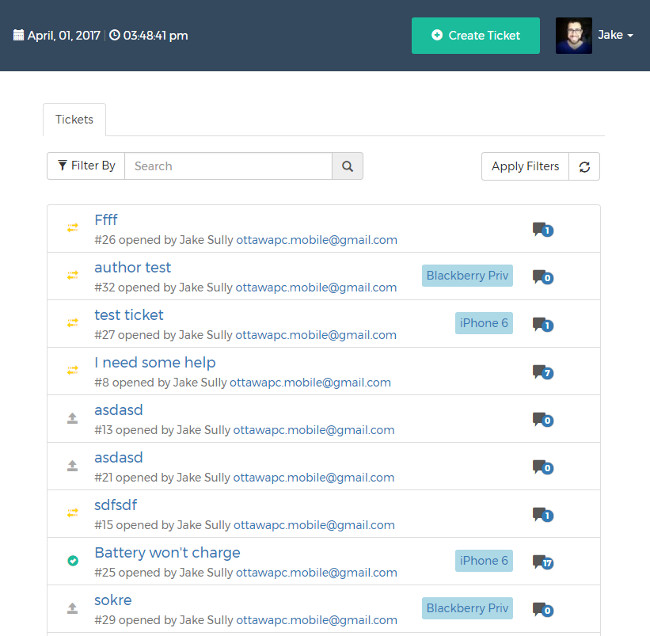 April, 01, 2017 | 03:48:41 pm
Create Ticket
Jake
Tickets
Filter By
Search
Apply Filters
Ffff
1
#26 opened by Jake Sully ottawapc.mobile@gmail.com
author test
Blackberry Priv
0
#32 opened by Jake Sully ottawapc.mobile@gmail.com
test ticket
iPhone 6
1
#27 opened by Jake Sully ottawapc.mobile@gmail.com
I need some help
7
#8 opened by Jake Sully ottawapc.mobile@gmail.com
asdasd
0
#13 opened by Jake Sully ottawapc.mobile@gmail.com
asdasd
0
#21 opened by Jake Sully ottawapc.mobile@gmail.com
sdfsdf
1
#15 opened by Jake Sully ottawapc.mobile@gmail.com
Battery won't charge
iPhone 6
17
#25 opened by Jake Sully ottawapc.mobile@gmail.com
sokre
Blackberry Priv
0
#29 opened by Jake Sully ottawapc.mobile@gmail.com